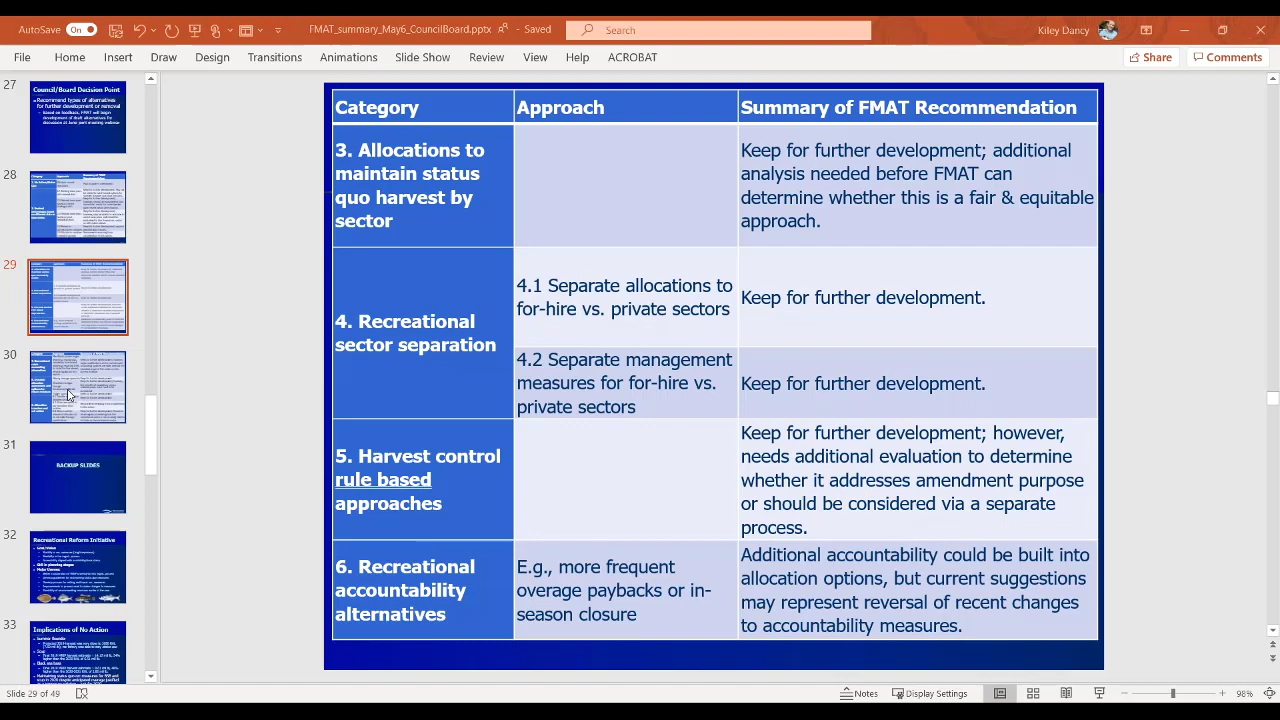 AutoSave On FMAT_summary_May6_CouncilBoard.pptx - Saved Search Kiley Dancy
File Home Insert Draw Design Transitions Animations Slide Show Review View Help ACROBAT Share Comments
27
Council/Board Decision Point
28
29
30
31
BACKUP SLIDES
32
Recreational Reform Initiative
33
Implications of No Action
Category Approach Summary of FMAT Recommendation
3. Allocations to
maintain status
quo harvest by
sector
Keep for further development; additional
analysis needed before FMAT can
determine whether this is a fair & equitable
approach.
4. Recreational
sector separation
4.1 Separate allocations to
for-hire vs. private sectors
Keep for further development.
4.2 Separate management
measures for for-hire vs.
private sectors
Keep for further development.
5. Harvest control
rule based
approaches
Keep for further development; however,
needs additional evaluation to determine
whether it addresses amendment purpose
or should be considered via a separate
process.
6. Recreational
accountability
alternatives
E.g., more frequent
overage paybacks or in-
season closure
Additional accountability could be built into
allocation options, but current suggestions
may represent reversal of recent changes
to accountability measures.
Slide 29 of 49 Notes Display Settings 98%